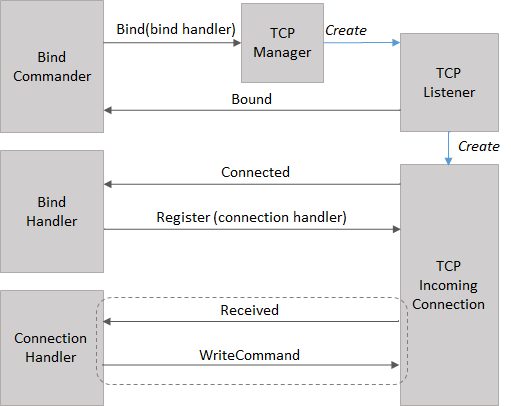 Bind(bind handler)
TCP
Manager
Create
Bind
Commander
TCP
Listener
Bound
Create
Connected
Bind
Handler
Register (connection handler)
TCP
Incoming
Connection
Received
Connection
Handler
WriteCommand